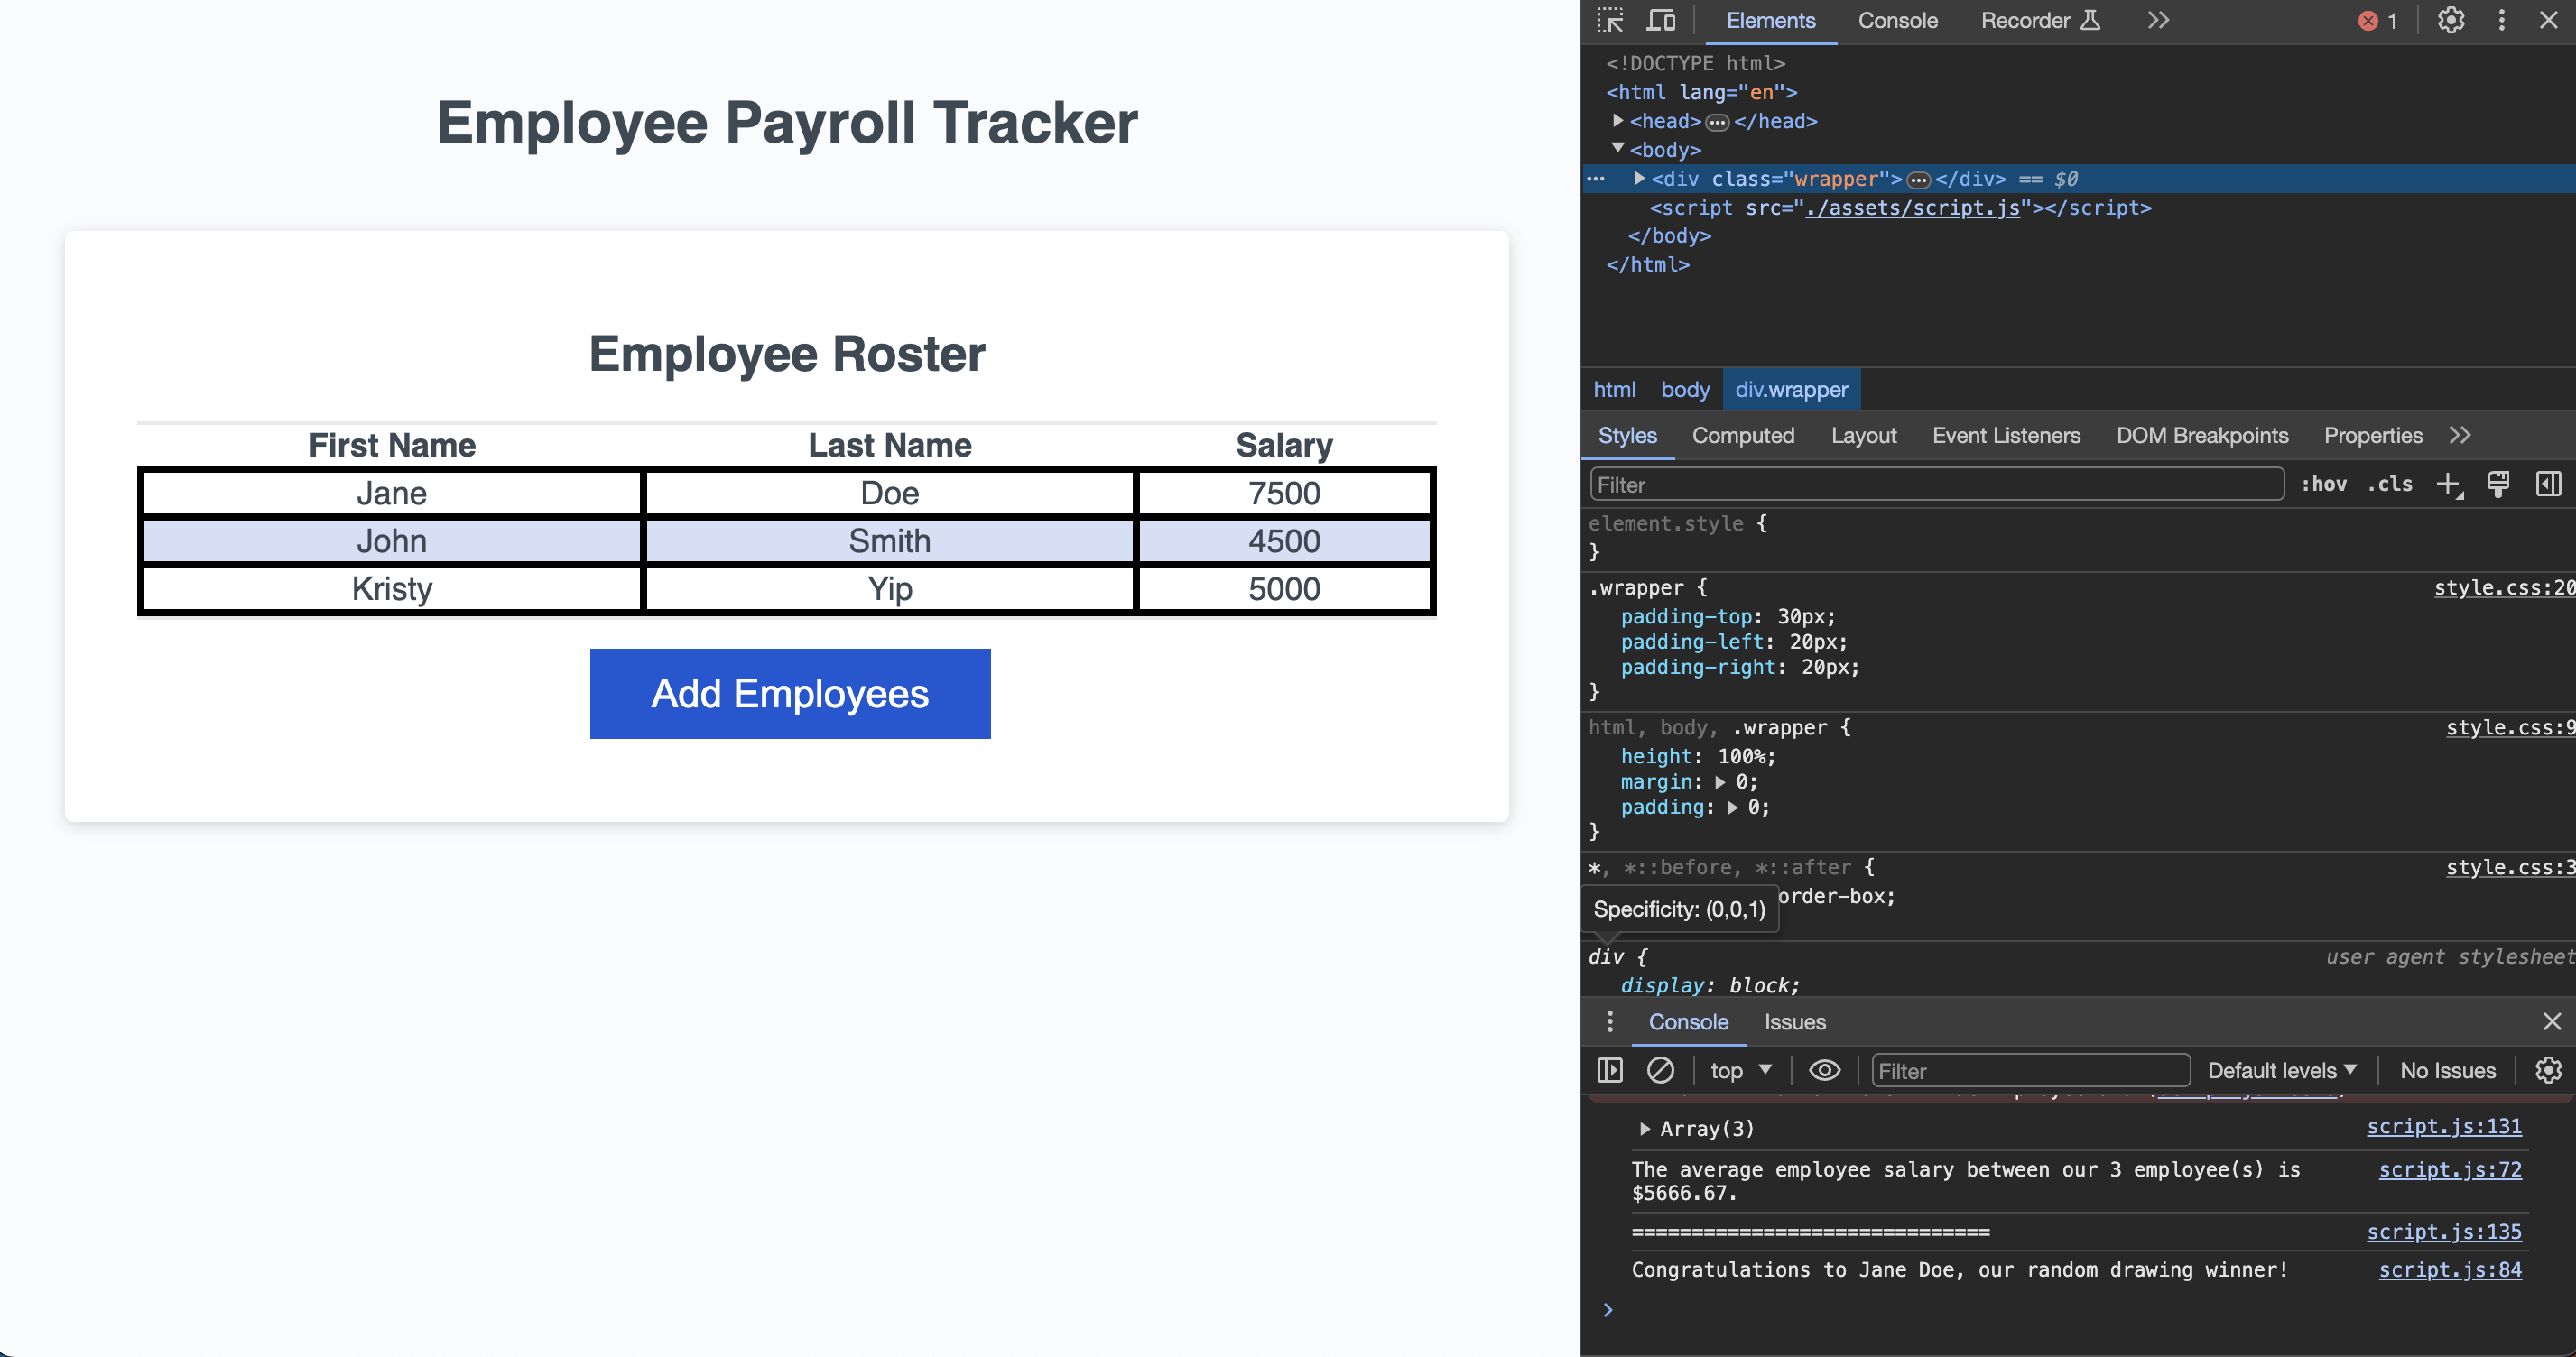 Employee Payroll Tracker
Employee Roster
First Name Last Name Salary
Jane Doe 7500
John Smith 4500
Kristy Yip 5000
Add Employees
Elements Console Recorder 1
<!DOCTYPE html>
<html lang="en">
<head> ⋯ </head>
<body>
⋯ <div class="wrapper"> ⋯ </div> == $0
<script src="./assets/script.js"></script>
</body>
</html>
html body div.wrapper
Styles Computed Layout Event Listeners DOM Breakpoints Properties
Filter :hov .cls
element.style {
}
.wrapper { style.css:20
padding-top: 30px;
padding-left: 20px;
padding-right: 20px;
}
html, body, .wrapper { style.css:9
height: 100%;
margin: 0;
padding: 0;
}
*, *::before, *::after { style.css:3
order-box;
Specificity: (0,0,1)
div { user agent stylesheet
display: block;
Console Issues
top Filter Default levels No Issues
Array(3) script.js:131
The average employee salary between our 3 employee(s) is script.js:72
$5666.67.
============================== script.js:135
Congratulations to Jane Doe, our random drawing winner! script.js:84